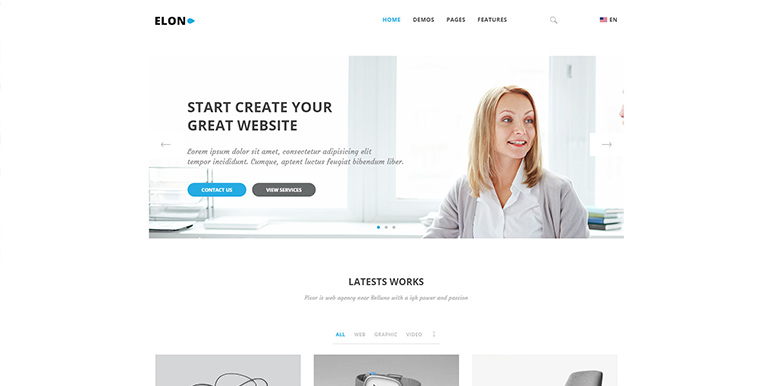 ELON
HOME DEMOS PAGES FEATURES EN
START CREATE YOUR
GREAT WEBSITE
Lorem ipsum dolor sit amet, consectetur adipisicing elit
tempor incididunt. Cumque, aptent luctus feugiat bibendum liber.
CONTACT US VIEW SERVICES
LATESTS WORKS
Pixor is web agency near Belluno with a igh power and passion
ALL WEB GRAPHIC VIDEO